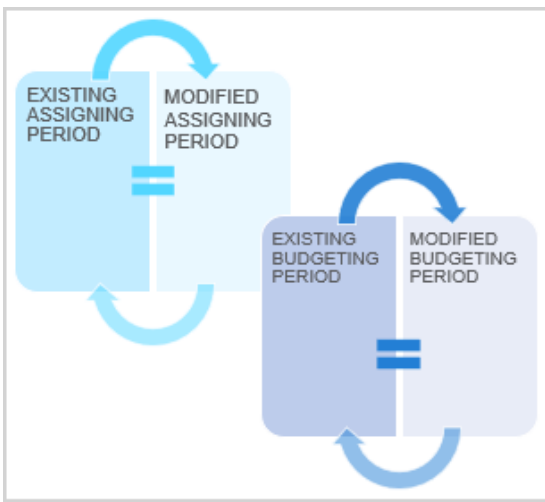 EXISTING
ASSIGNING
PERIOD
MODIFIED
ASSIGNING
PERIOD
=
EXISTING
BUDGETING
PERIOD
MODIFIED
BUDGETING
PERIOD
=